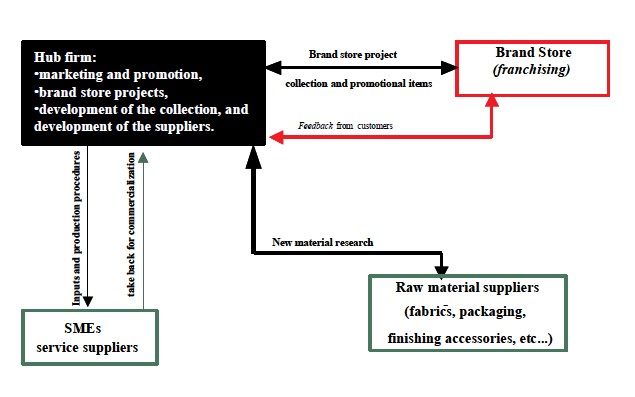 Hub firm:
•marketing and promotion,
•brand store projects,
•development of the collection, and
development of the suppliers.
Brand store project
collection and promotional items
Brand Store
(franchising)
Feedback from customers
Inputs and production procedures
take back for commercialization
New material research
SMEs
service suppliers
Raw material suppliers
(fabrics, packaging,
finishing accessories, etc...)